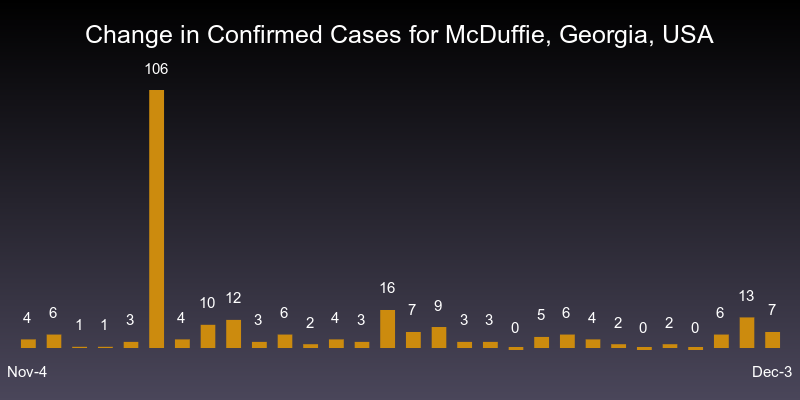 Change in Confirmed Cases for McDuffie, Georgia, USA
106
4 6 1 1 3 4 10 12 3 6 2 4 3 16 7 9 3 3 0 5 6 4 2 0 2 0 6 13 7
Nov-4 Dec-3